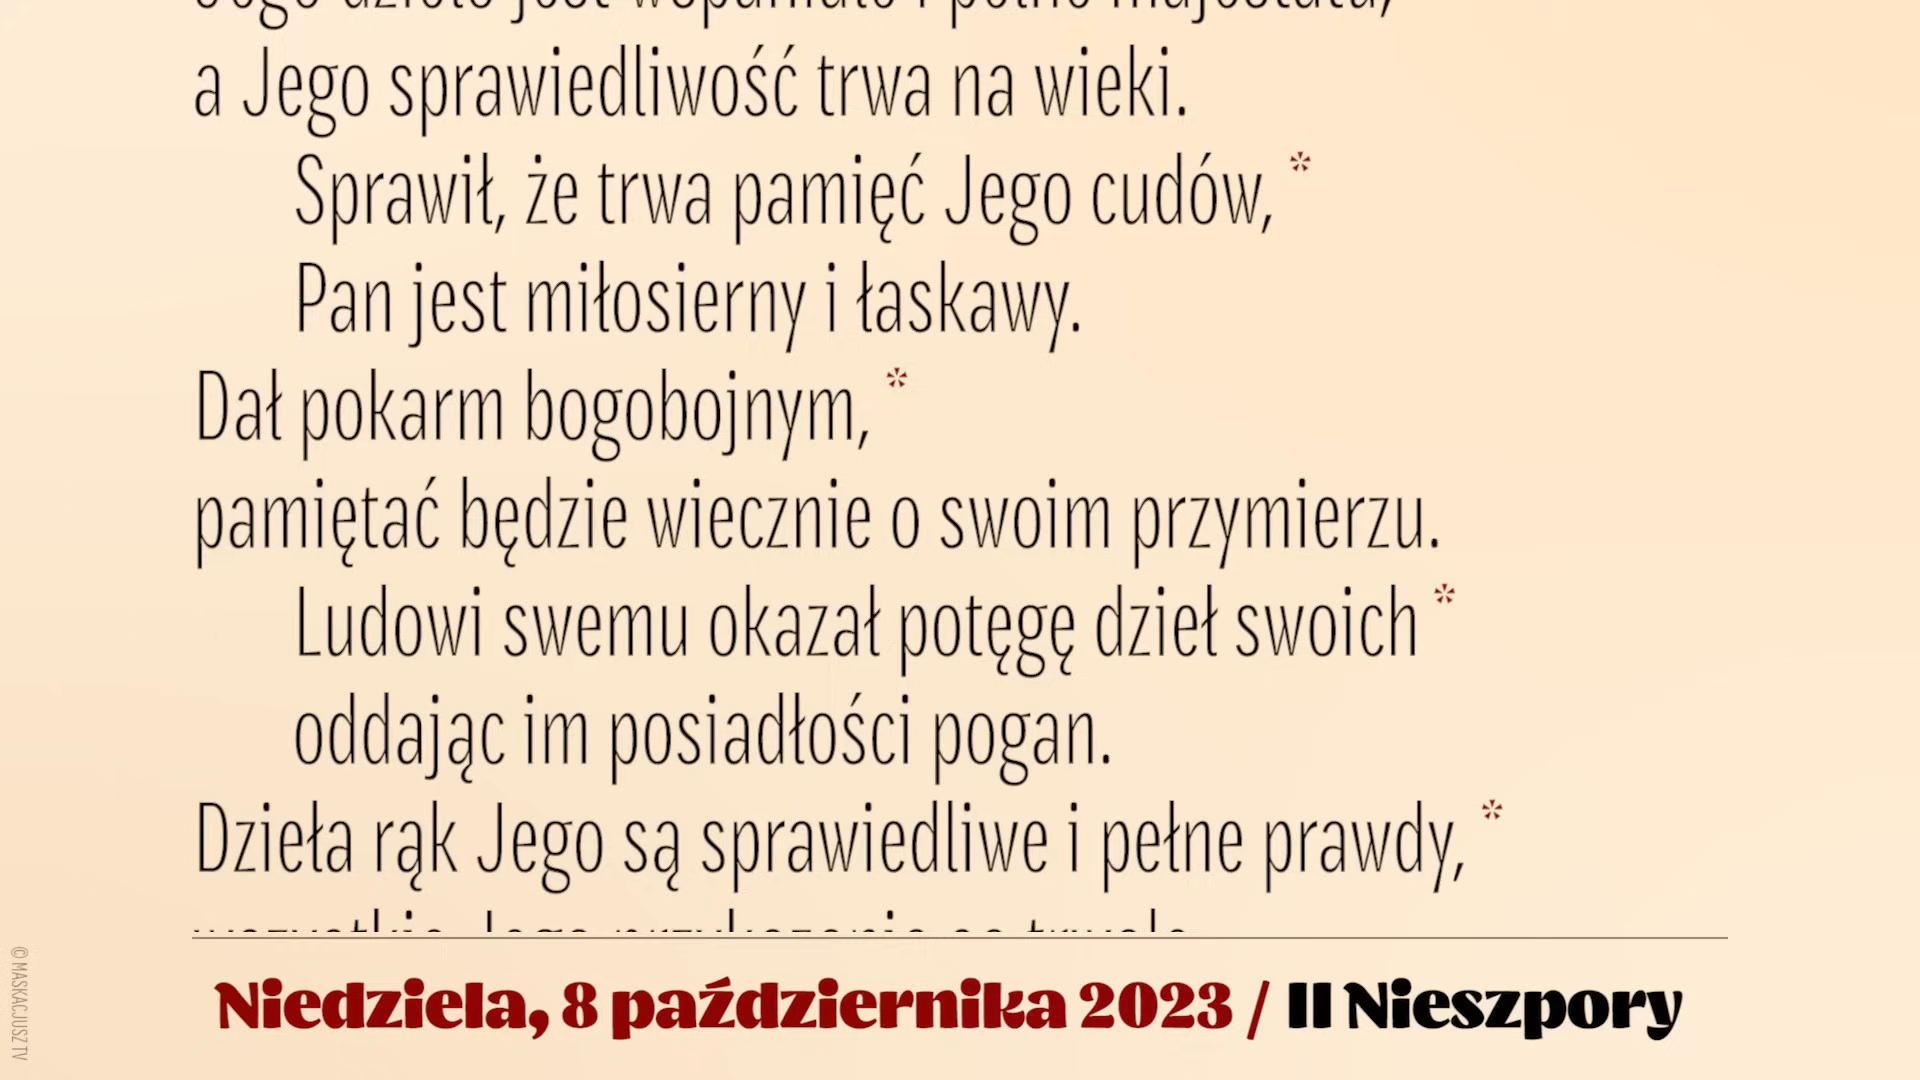 a Jego sprawiedliwość trwa na wieki.
Sprawił, że trwa pamięć Jego cudów, *
Pan jest miłosierny i łaskawy.
Dał pokarm bogobojnym, *
pamiętać będzie wiecznie o swoim przymierzu.
Ludowi swemu okazał potęgę dzieł swoich *
oddając im posiadłości pogan.
Dzieła rąk Jego są sprawiedliwe i pełne prawdy, *
Niedziela, 8 października 2023 / II Nieszpory
© MASKACJUSZ TV